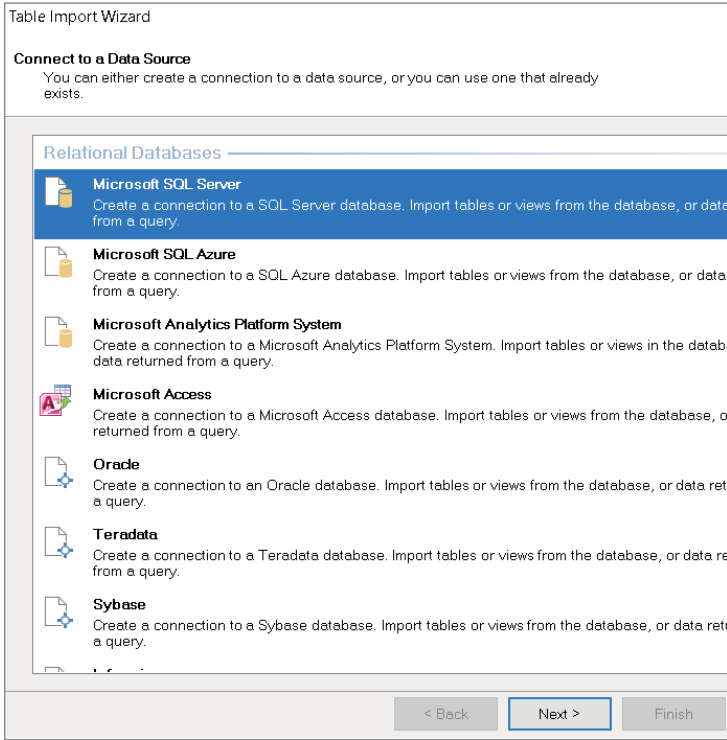 Table Import Wizard
Connect to a Data Source
You can either create a connection to a data source, or you can use one that already
exists.
Relational Databases
Microsoft SQL Server
Create a connection to a SQL Server database. Import tables or views from the database, or data
from a query.
Microsoft SQL Azure
Create a connection to a SQL Azure database. Import tables or views from the database, or data
from a query.
Microsoft Analytics Platform System
Create a connection to a Microsoft Analytics Platform System. Import tables or views in the datab
data returned from a query.
Microsoft Access
Create a connection to a Microsoft Access database. Import tables or views from the database, o
returned from a query.
Oracle
Create a connection to an Oracle database. Import tables or views from the database, or data ret
a query.
Teradata
Create a connection to a Teradata database. Import tables or views from the database, or data re
from a query.
Sybase
Create a connection to a Sybase database. Import tables or views from the database, or data retu
a query.
< Back Next > Finish